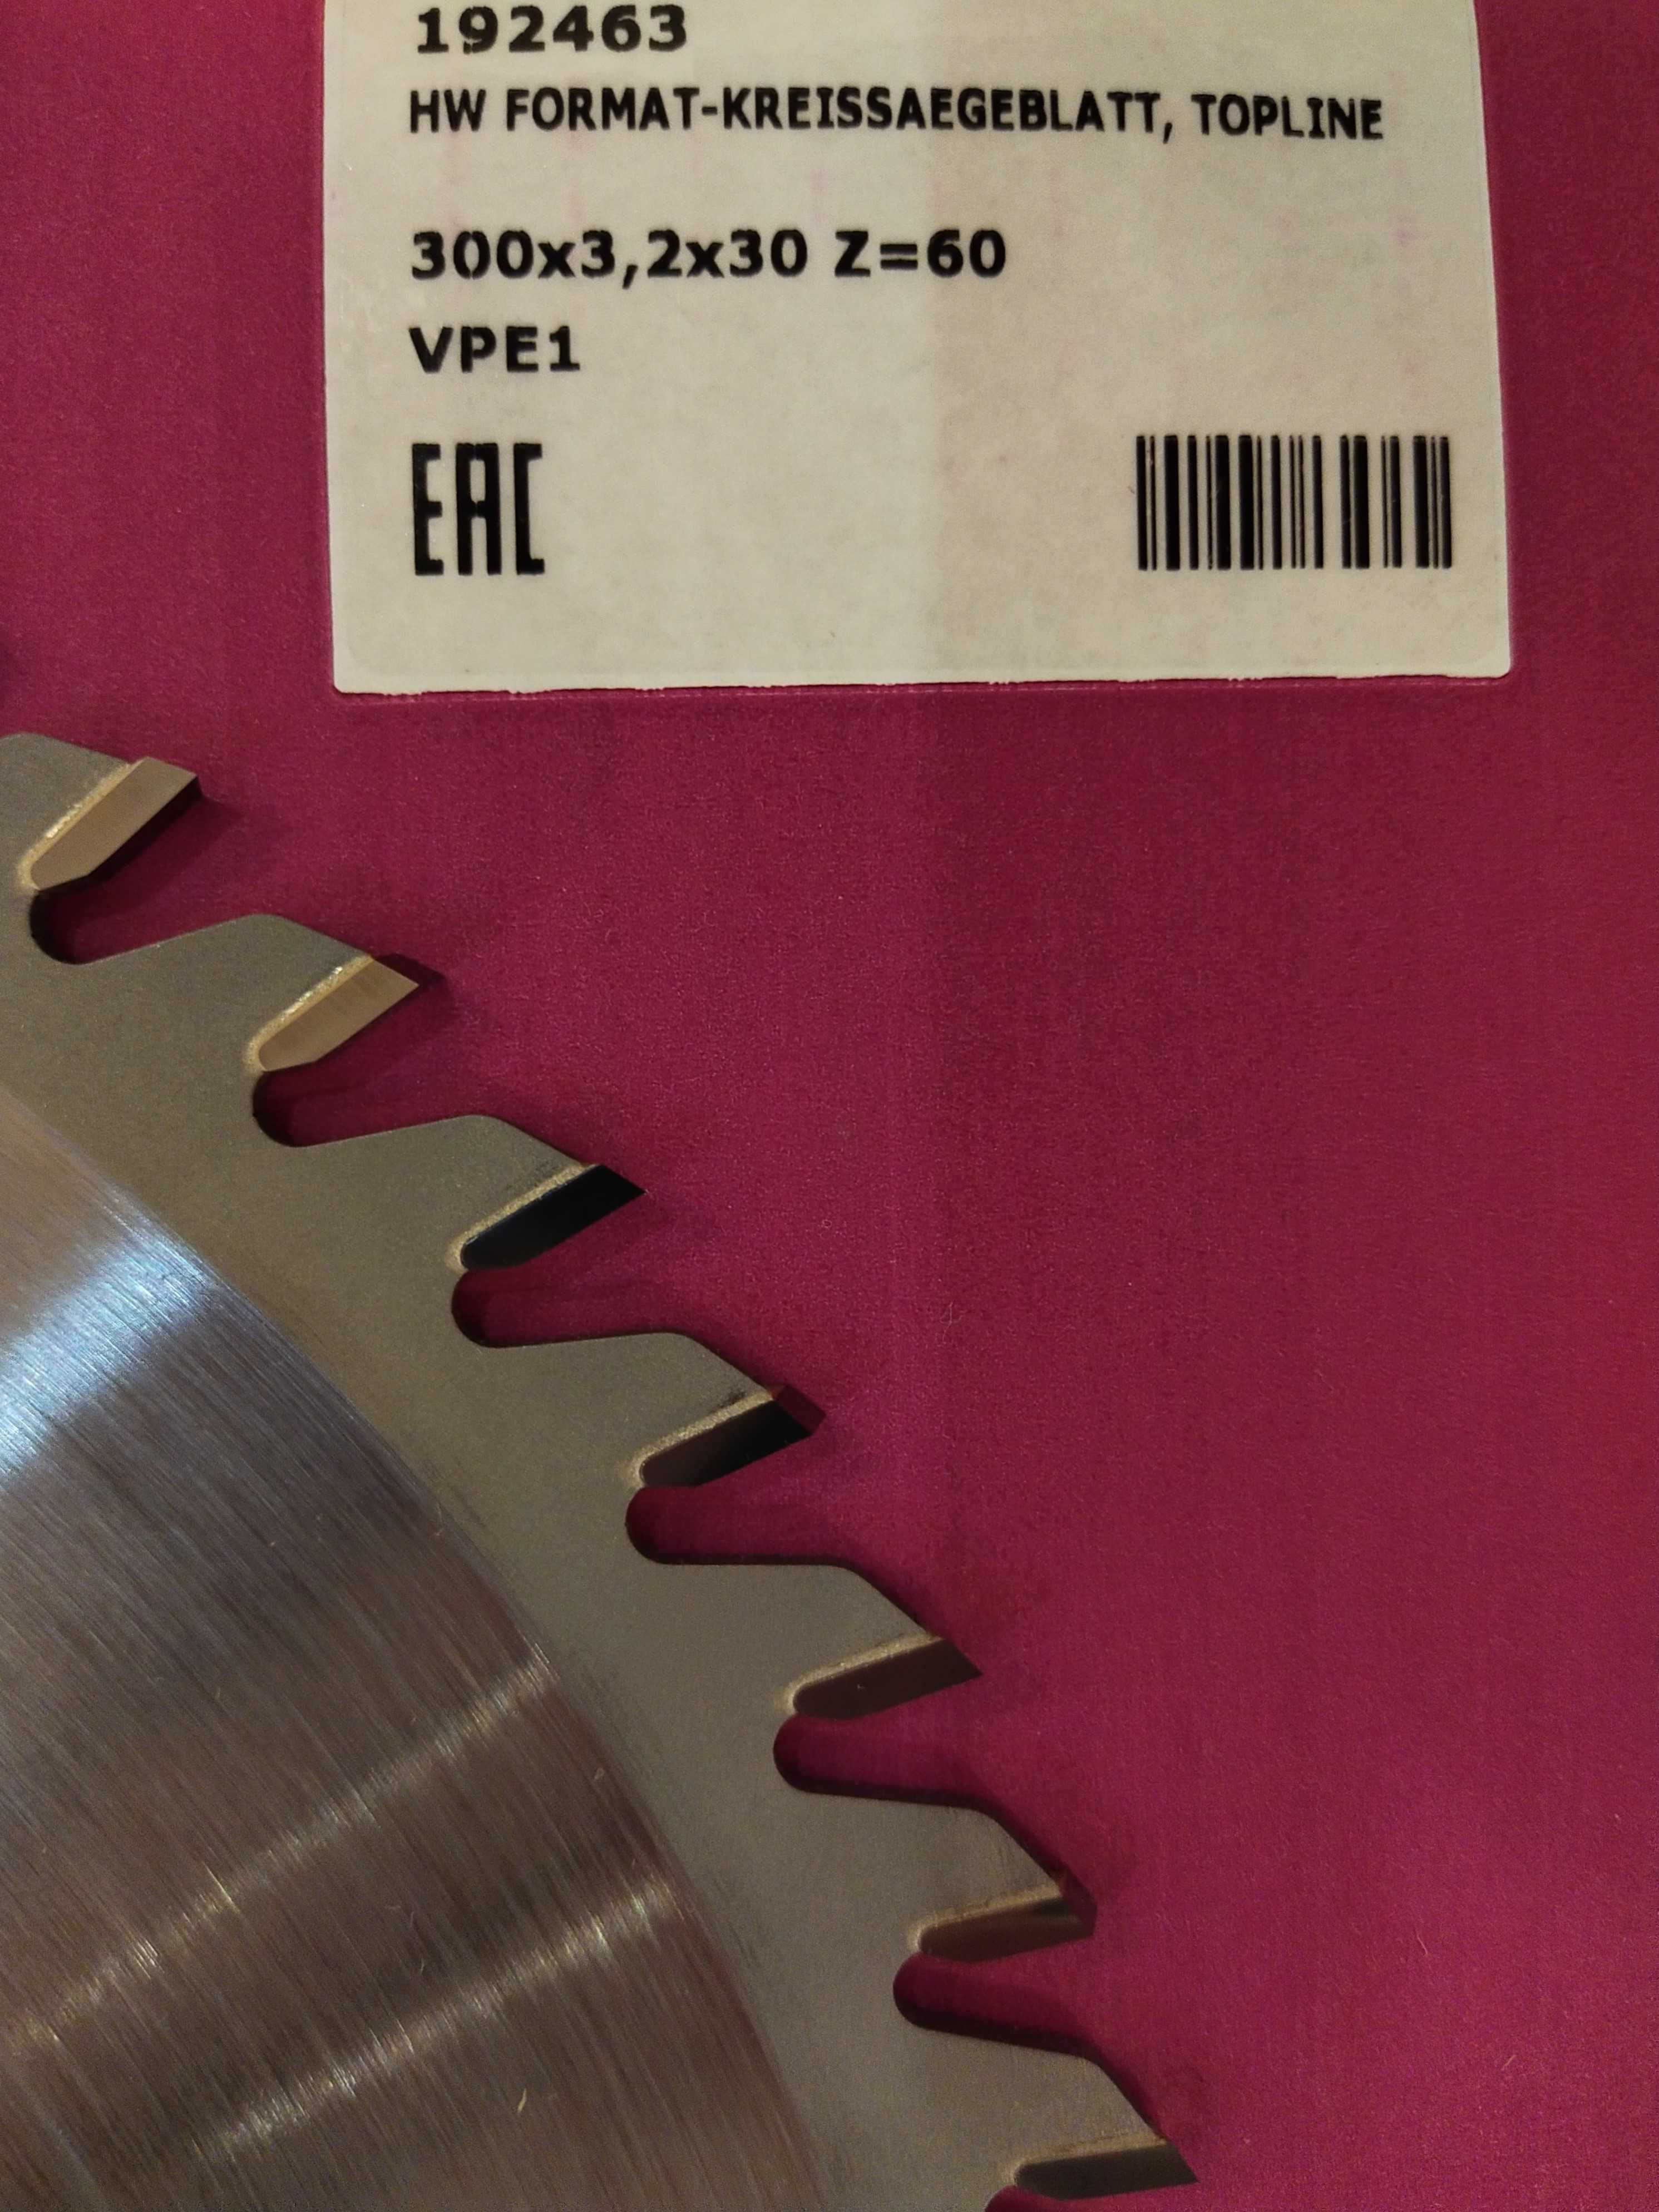 192463
HW FORMAT-KREISSAEGEBLATT, TOPLINE
300x3,2x30 Z=60
VPE1
EAC